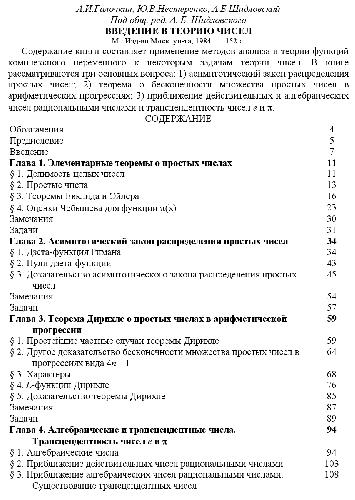 А.И.Галочкин, Ю.В.Нестеренко, А.Б.Шидловский
Под общ. ред. А. Б. Шидловского
ВВЕДЕНИЕ В ТЕОРИЮ ЧИСЕЛ
М.: Изд-во Моск. ун-та, 1984. — 152 с.
Содержание книги составляет применение методов анализа и теории функций
комплексного переменного к некоторым задачам теории чисел. В книге
рассматриваются три основных вопроса: 1) асимптотический закон распределения
простых чисел; 2) теорема о бесконечности множества простых чисел в
арифметических прогрессиях; 3) приближение действительных и алгебраических
чисел рациональными числами и трансцендентность чисел e и π.
СОДЕРЖАНИЕ
Обозначения 4
Предисловие 5
Введение 7
Глава 1. Элементарные теоремы о простых числах 11
§ 1. Делимость целых чисел 11
§ 2. Простые числа 13
§ 3. Теоремы Евклида и Эйлера 16
§ 4. Оценки Чебышева для функции π(x) 23
Замечания 30
Задачи 31
Глава 2. Асимптотический закон распределения простых чисел 34
§ 1. Дзета-функция Римана 34
§ 2. Нули дзета-функции 43
§ 3. Доказательство асимптотического закона распределения простых 45
чисел
Замечания 54
Задачи 57
Глава 3. Теорема Дирихле о простых числах в арифметической 59
прогрессии
§ 1. Простейшие частные случаи теоремы Дирихле 59
§ 2. Другое доказательство бесконечности множества простых чисел в 64
прогрессиях вида 4n – 1
§ 3. Характеры 68
§ 4. L-функции Дирихле 76
§ 5. Доказательство теоремы Дирихле 85
Замечания 87
Задачи 89
Глава 4. Алгебраические и трансцендентные числа. 94
Трансцендентность чисел e и π
§ 1. Алгебраические числа 94
§ 2. Приближение действительных чисел рациональными числами 103
§ 3. Приближение алгебраических чисел рациональными числами. 109
Существование трансцендентных чисел